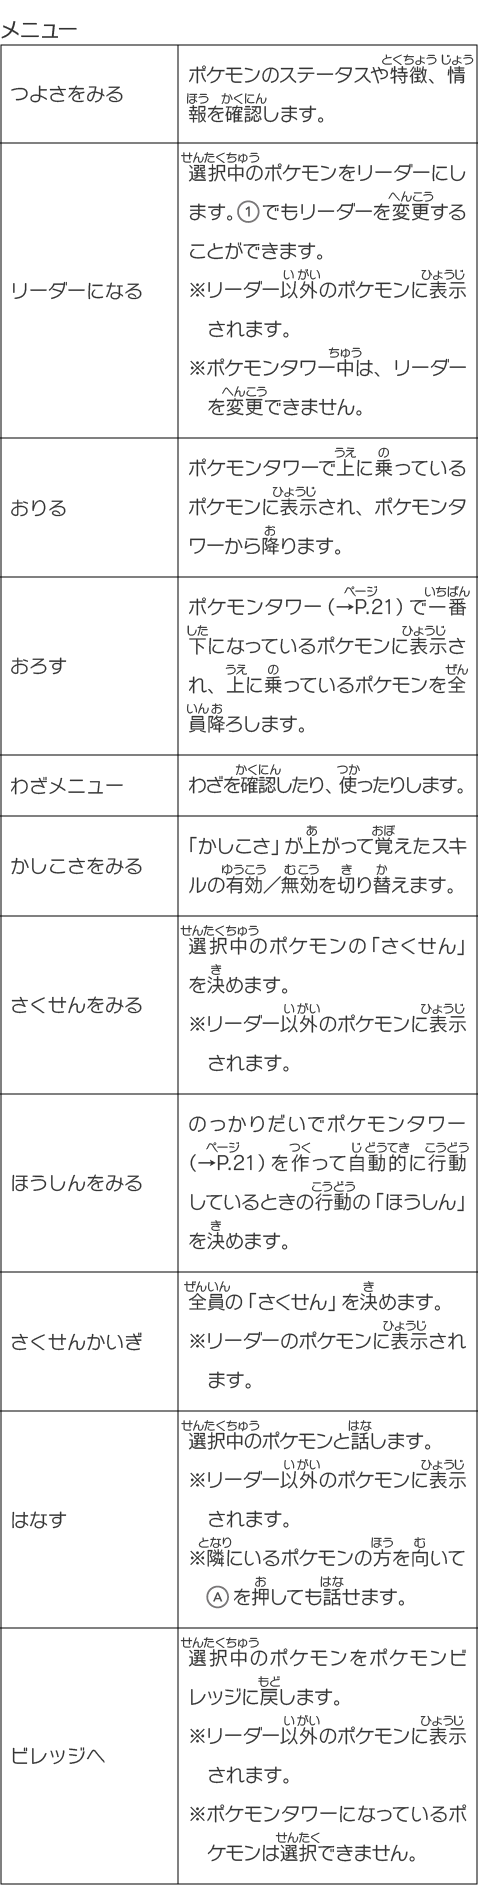 メニュー
つよさをみる
ポケモンのステータスや特徴、情
報を確認します。
リーダーになる
選択中のポケモンをリーダーにし
ます。①でもリーダーを変更する
ことができます。
※リーダー以外のポケモンに表示
されます。
※ポケモンタワー中は、リーダー
を変更できません。
おりる
ポケモンタワーで上に乗っている
ポケモンに表示され、ポケモンタ
ワーから降ります。
おろす
ポケモンタワー（→P.21）で一番
下になっているポケモンに表示さ
れ、上に乗っているポケモンを全
員降ろします。
わざメニュー
わざを確認したり、使ったりします。
かしこさをみる
「かしこさ」が上がって覚えたスキ
ルの有効／無効を切り替えます。
さくせんをみる
選択中のポケモンの「さくせん」
を決めます。
※リーダー以外のポケモンに表示
されます。
ほうしんをみる
のっかりだいでポケモンタワー
（→P.21）を作って自動的に行動
しているときの行動の「ほうしん」
を決めます。
さくせんかいぎ
全員の「さくせん」を決めます。
※リーダーのポケモンに表示され
ます。
はなす
選択中のポケモンと話します。
※リーダー以外のポケモンに表示
されます。
※隣にいるポケモンの方を向いて
Ⓐを押しても話せます。
ビレッジへ
選択中のポケモンをポケモンビ
レッジに戻します。
※リーダー以外のポケモンに表示
されます。
※ポケモンタワーになっているポ
ケモンは選択できません。